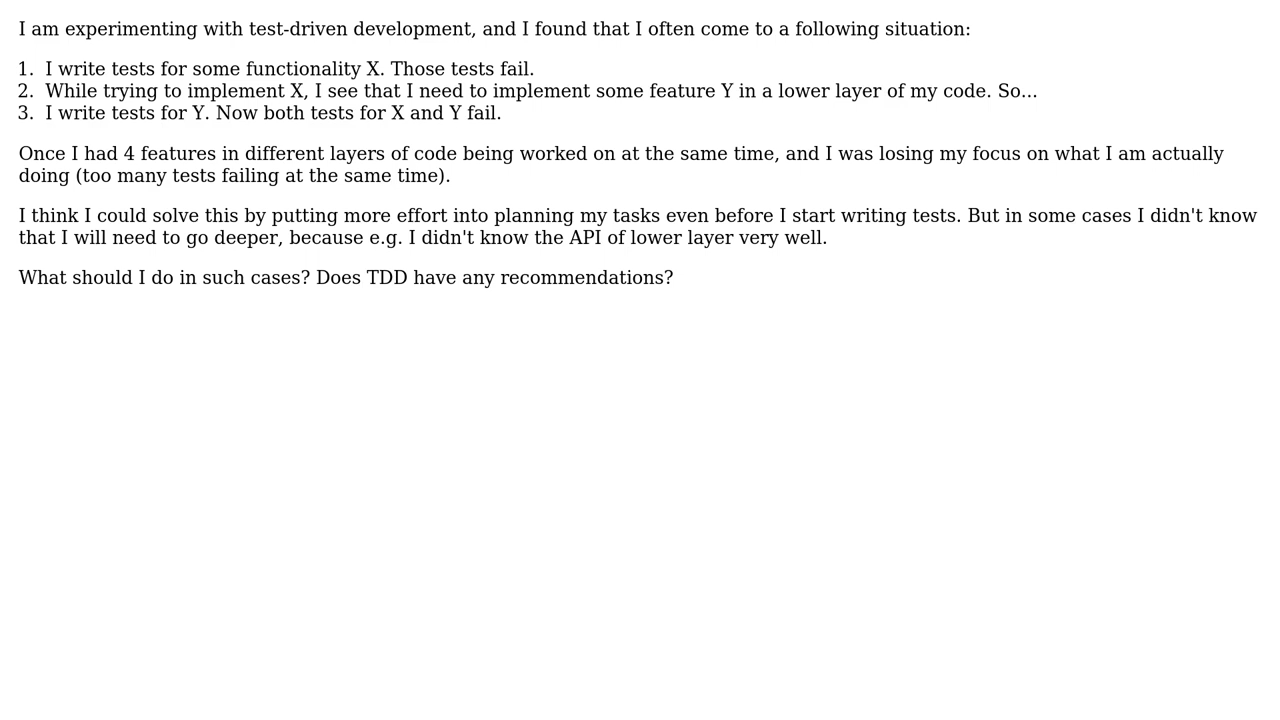 I am experimenting with test-driven development, and I found that I often come to a following situation:
1. I write tests for some functionality X. Those tests fail.
2. While trying to implement X, I see that I need to implement some feature Y in a lower layer of my code. So...
3. I write tests for Y. Now both tests for X and Y fail.
Once I had 4 features in different layers of code being worked on at the same time, and I was losing my focus on what I am actually
doing (too many tests failing at the same time).
I think I could solve this by putting more effort into planning my tasks even before I start writing tests. But in some cases I didn't know
that I will need to go deeper, because e.g. I didn't know the API of lower layer very well.
What should I do in such cases? Does TDD have any recommendations?